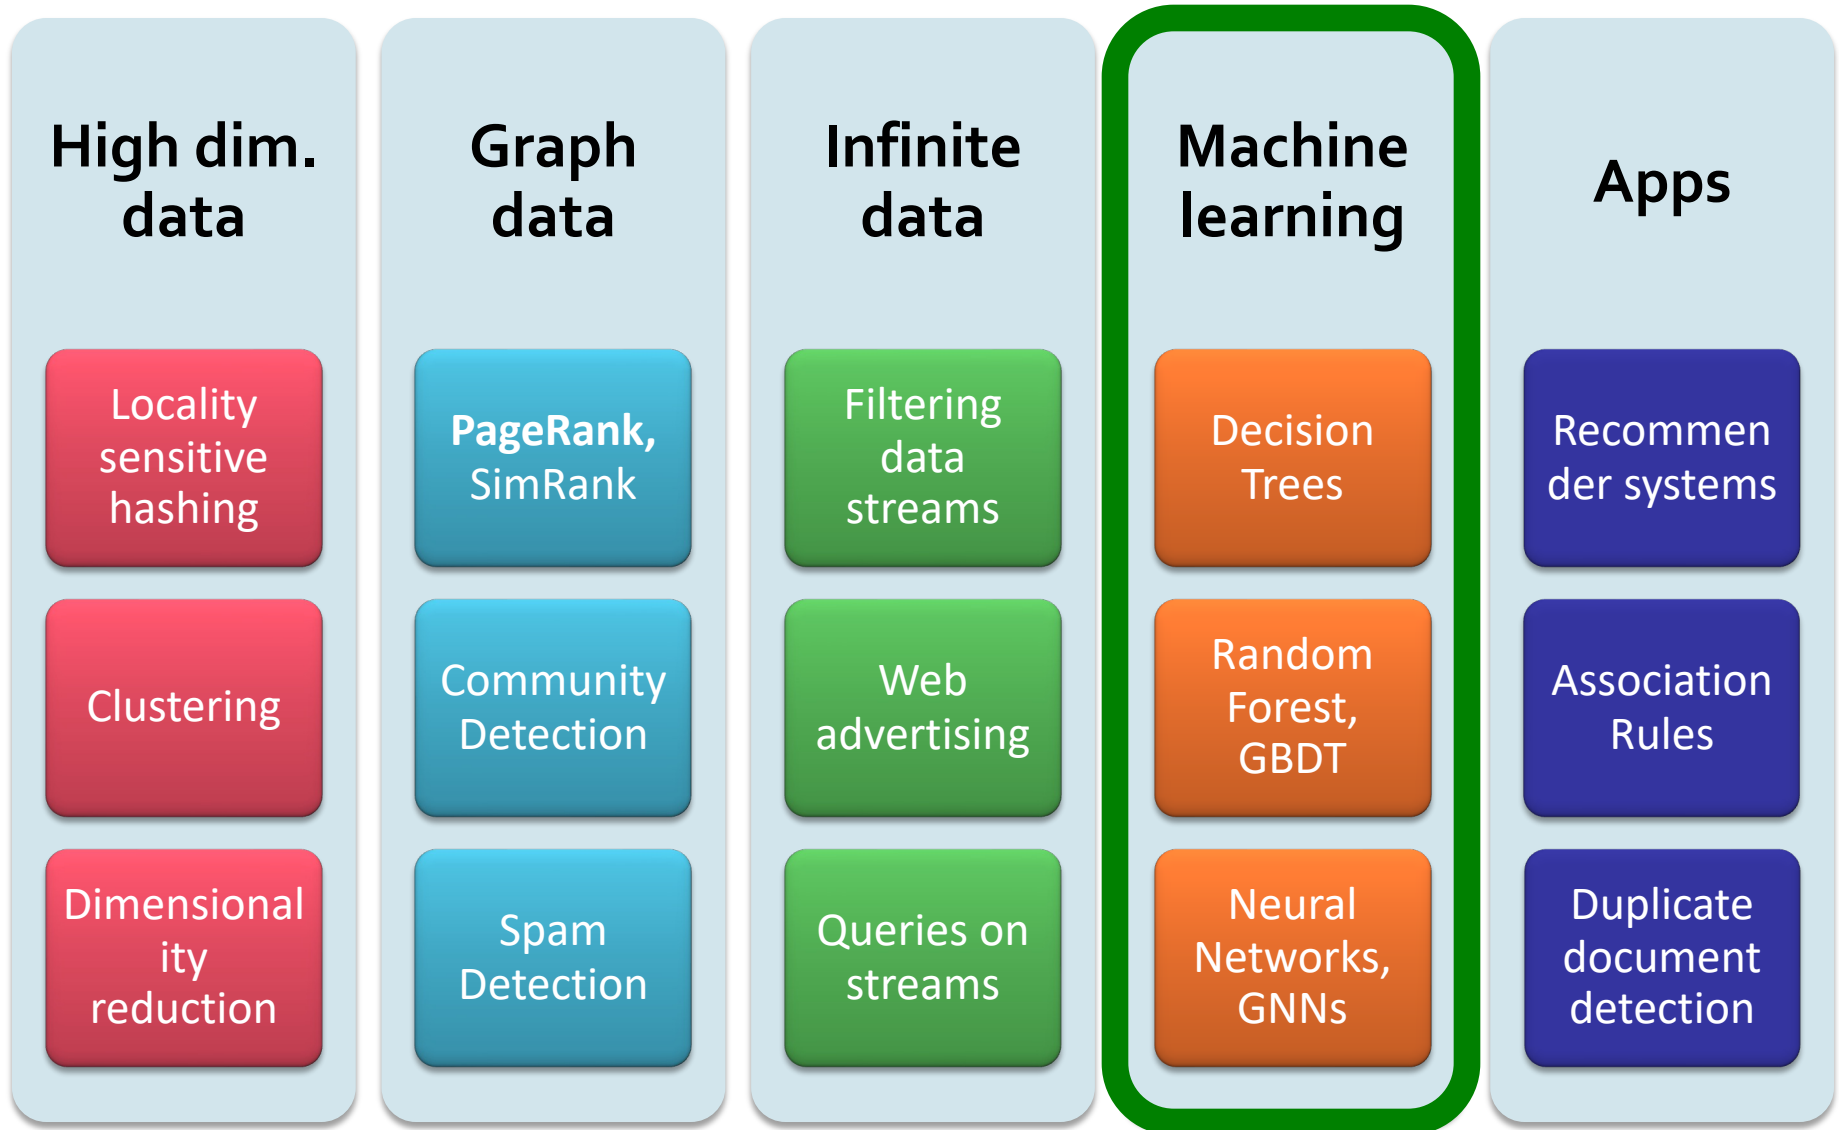 High dim.
data
Locality
sensitive
hashing
Clustering
Dimensional
ity
reduction
Graph
data
PageRank,
SimRank
Community
Detection
Spam
Detection
Infinite
data
Filtering
data
streams
Web
advertising
Queries on
streams
Machine
learning
Decision
Trees
Random
Forest,
GBDT
Neural
Networks,
GNNs
Apps
Recommen
der systems
Association
Rules
Duplicate
document
detection